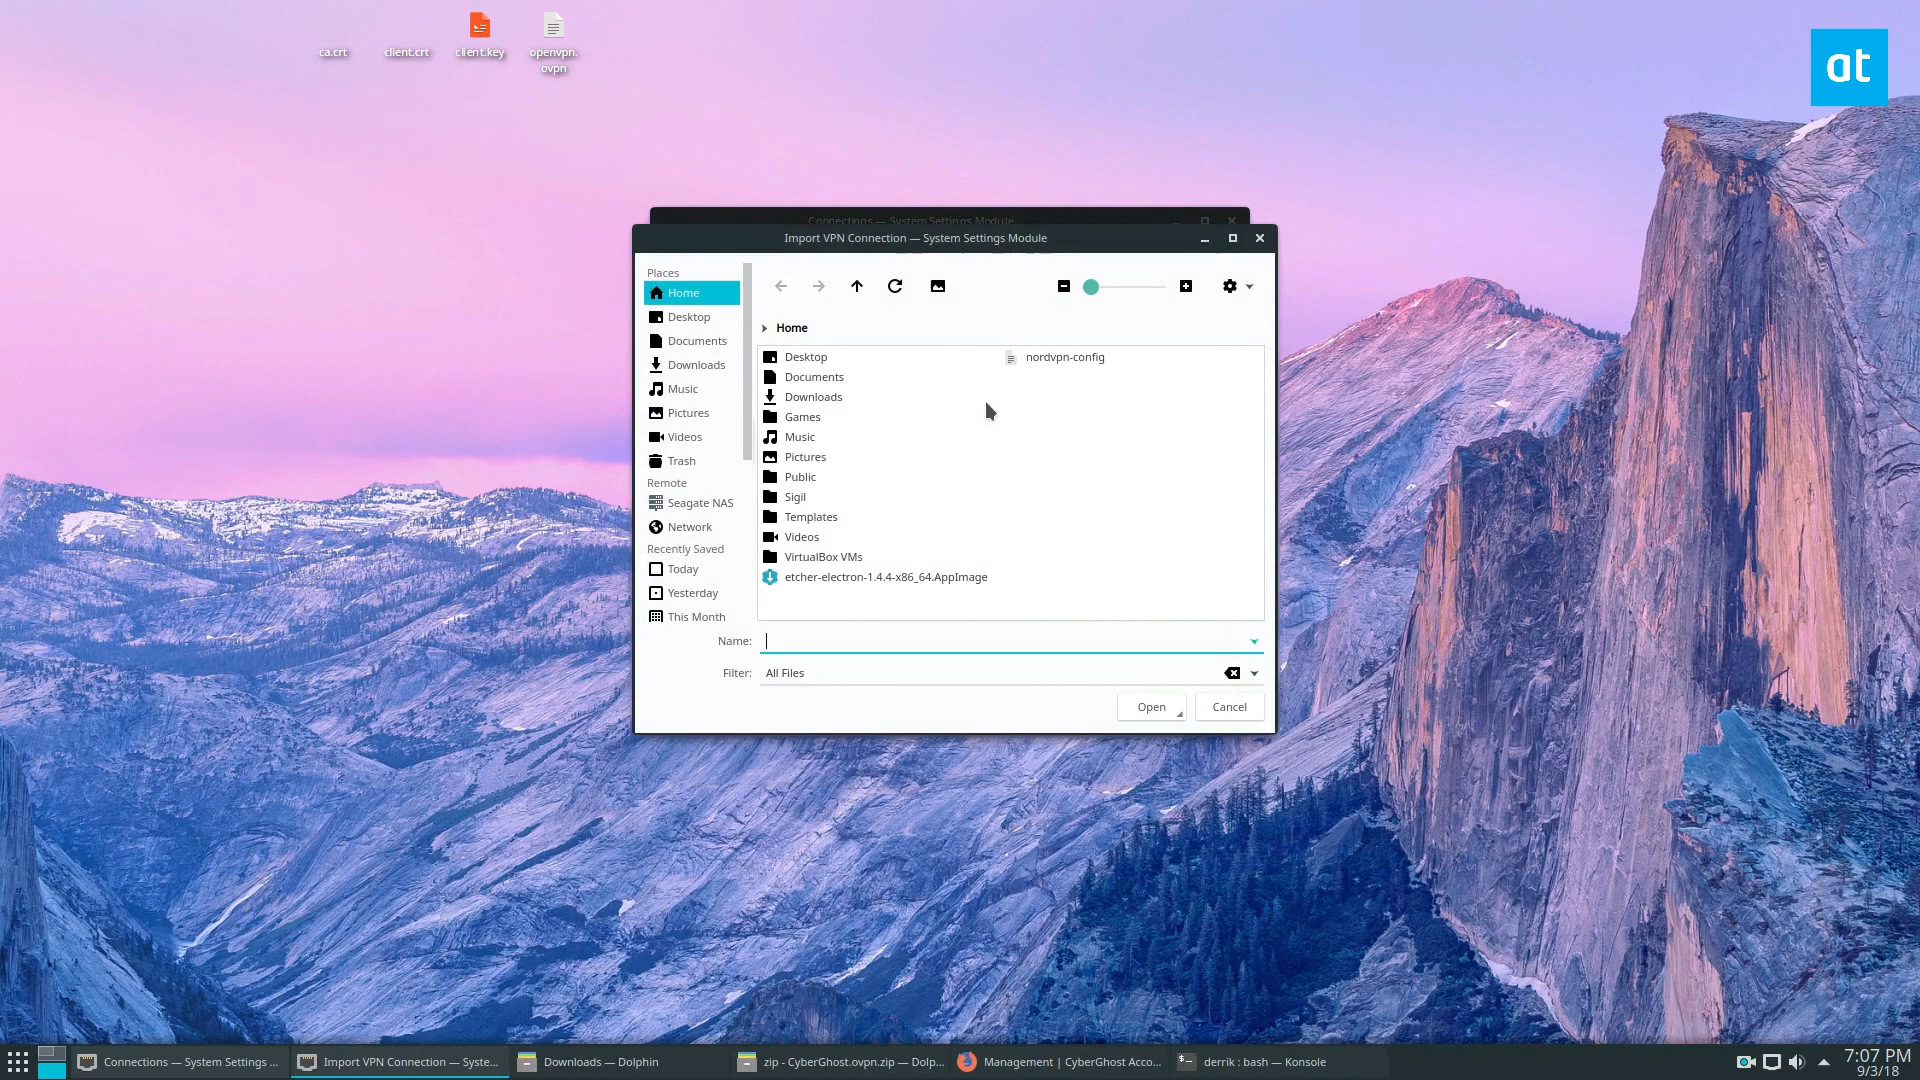 ca.crt
client.crt
client.key
openvpn.
ovpn
at
Connections — System Settings Module
Import VPN Connection — System Settings Module
Places
Home
Desktop
Documents
Downloads
Music
Pictures
Videos
Trash
Remote
Seagate NAS
Network
Recently Saved
Today
Yesterday
This Month
Home
Desktop
Documents
Downloads
Games
Music
Pictures
Public
Sigil
Templates
Videos
VirtualBox VMs
etcher-electron-1.4.4-x86_64.AppImage
nordvpn-config
Name:
Filter: All Files
Open Cancel
Connections — System Settings ...
Import VPN Connection — Syste...
Downloads — Dolphin
zip - CyberGhost.ovpn.zip — Dolp...
Management | CyberGhost Acco...
derrik : bash — Konsole
7:07 PM
9/3/18